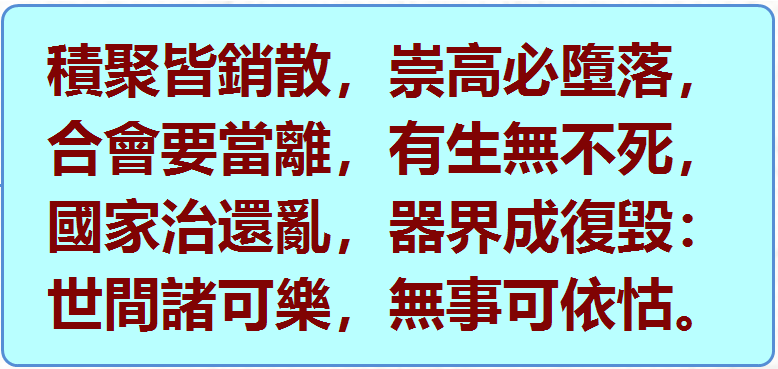 積聚皆銷散，崇高必墮落，
合會要當離，有生無不死，
國家治還亂，器界成復毀：
世間諸可樂，無事可依怙。